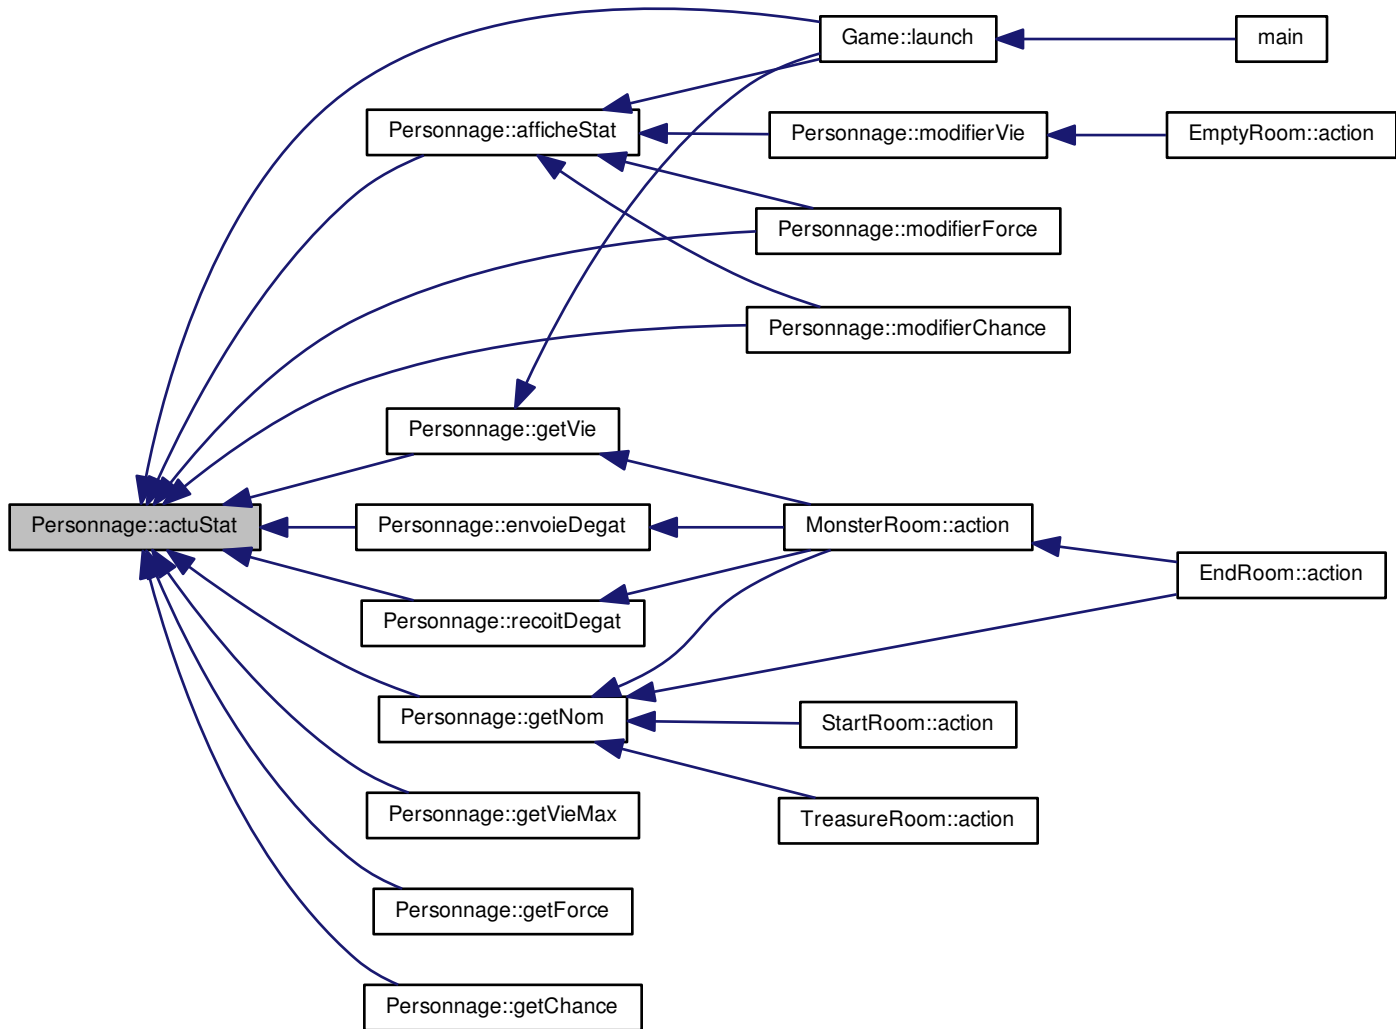 Game::launch
main
Personnage::afficheStat
Personnage::modifierVie
EmptyRoom::action
Personnage::modifierForce
Personnage::modifierChance
Personnage::getVie
Personnage::actuStat
Personnage::envoieDegat
MonsterRoom::action
EndRoom::action
Personnage::recoitDegat
Personnage::getNom
StartRoom::action
Personnage::getVieMax
TreasureRoom::action
Personnage::getForce
Personnage::getChance